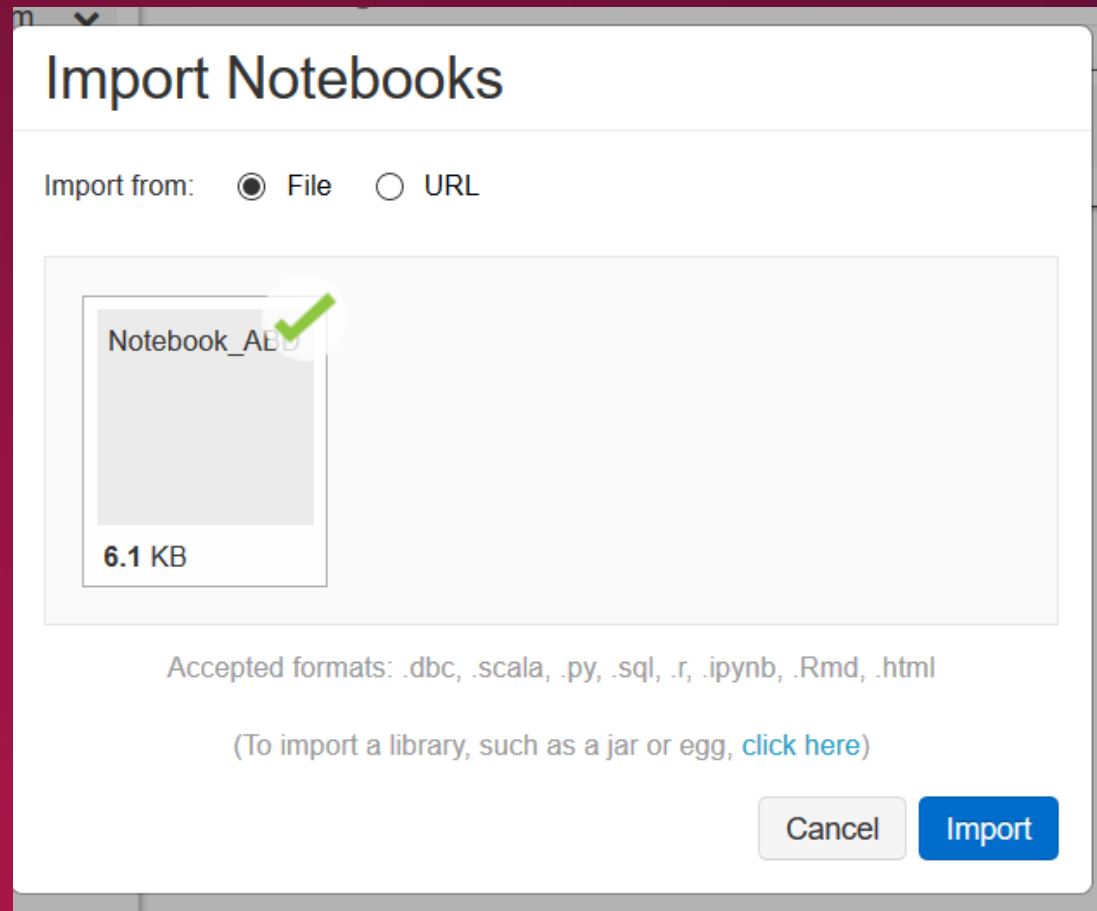 Import Notebooks
Import from: File URL
Notebook_ABD
6.1 KB
Accepted formats: .dbc, .scala, .py, .sql, .r, .ipynb, .Rmd, .html
(To import a library, such as a jar or egg, click here)
Cancel Import